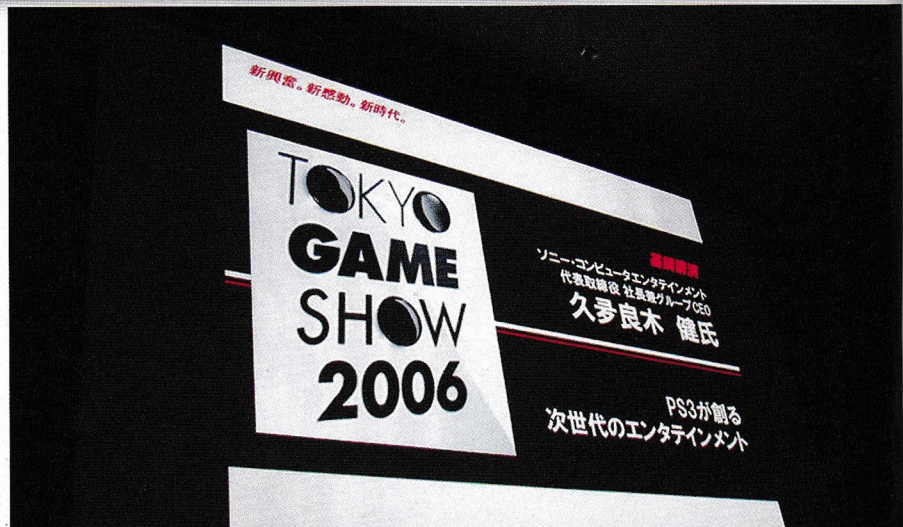 新興奮。新感動。新時代。
TOKYO
GAME
SHOW
2006
基調講演
ソニー・コンピュータエンタテインメント
代表取締役 社長兼グループCEO
久夛良木 健氏
PS3が創る
次世代のエンタテインメント